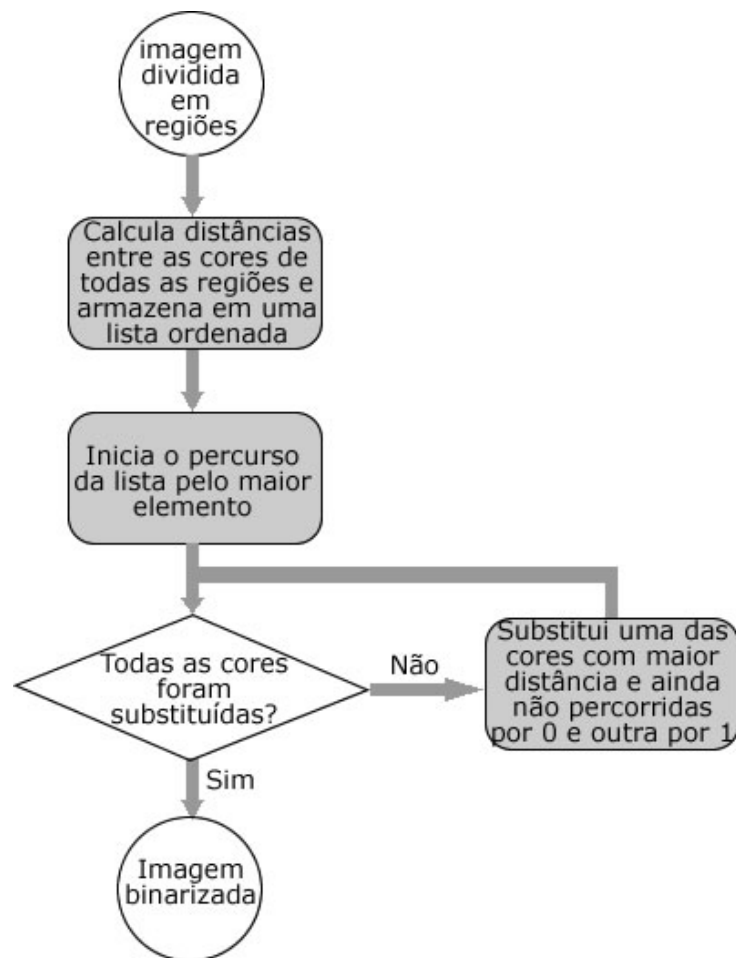 imagem
dividida
em
regiões
Calcula distâncias
entre as cores de
todas as regiões e
armazena em uma
lista ordenada
Inicia o percurso
da lista pelo maior
elemento
Todas as cores
foram
substituídas?
Não
Substitui uma das
cores com maior
distância e ainda
não percorridas
por 0 e outra por 1
Sim
Imagem
binarizada